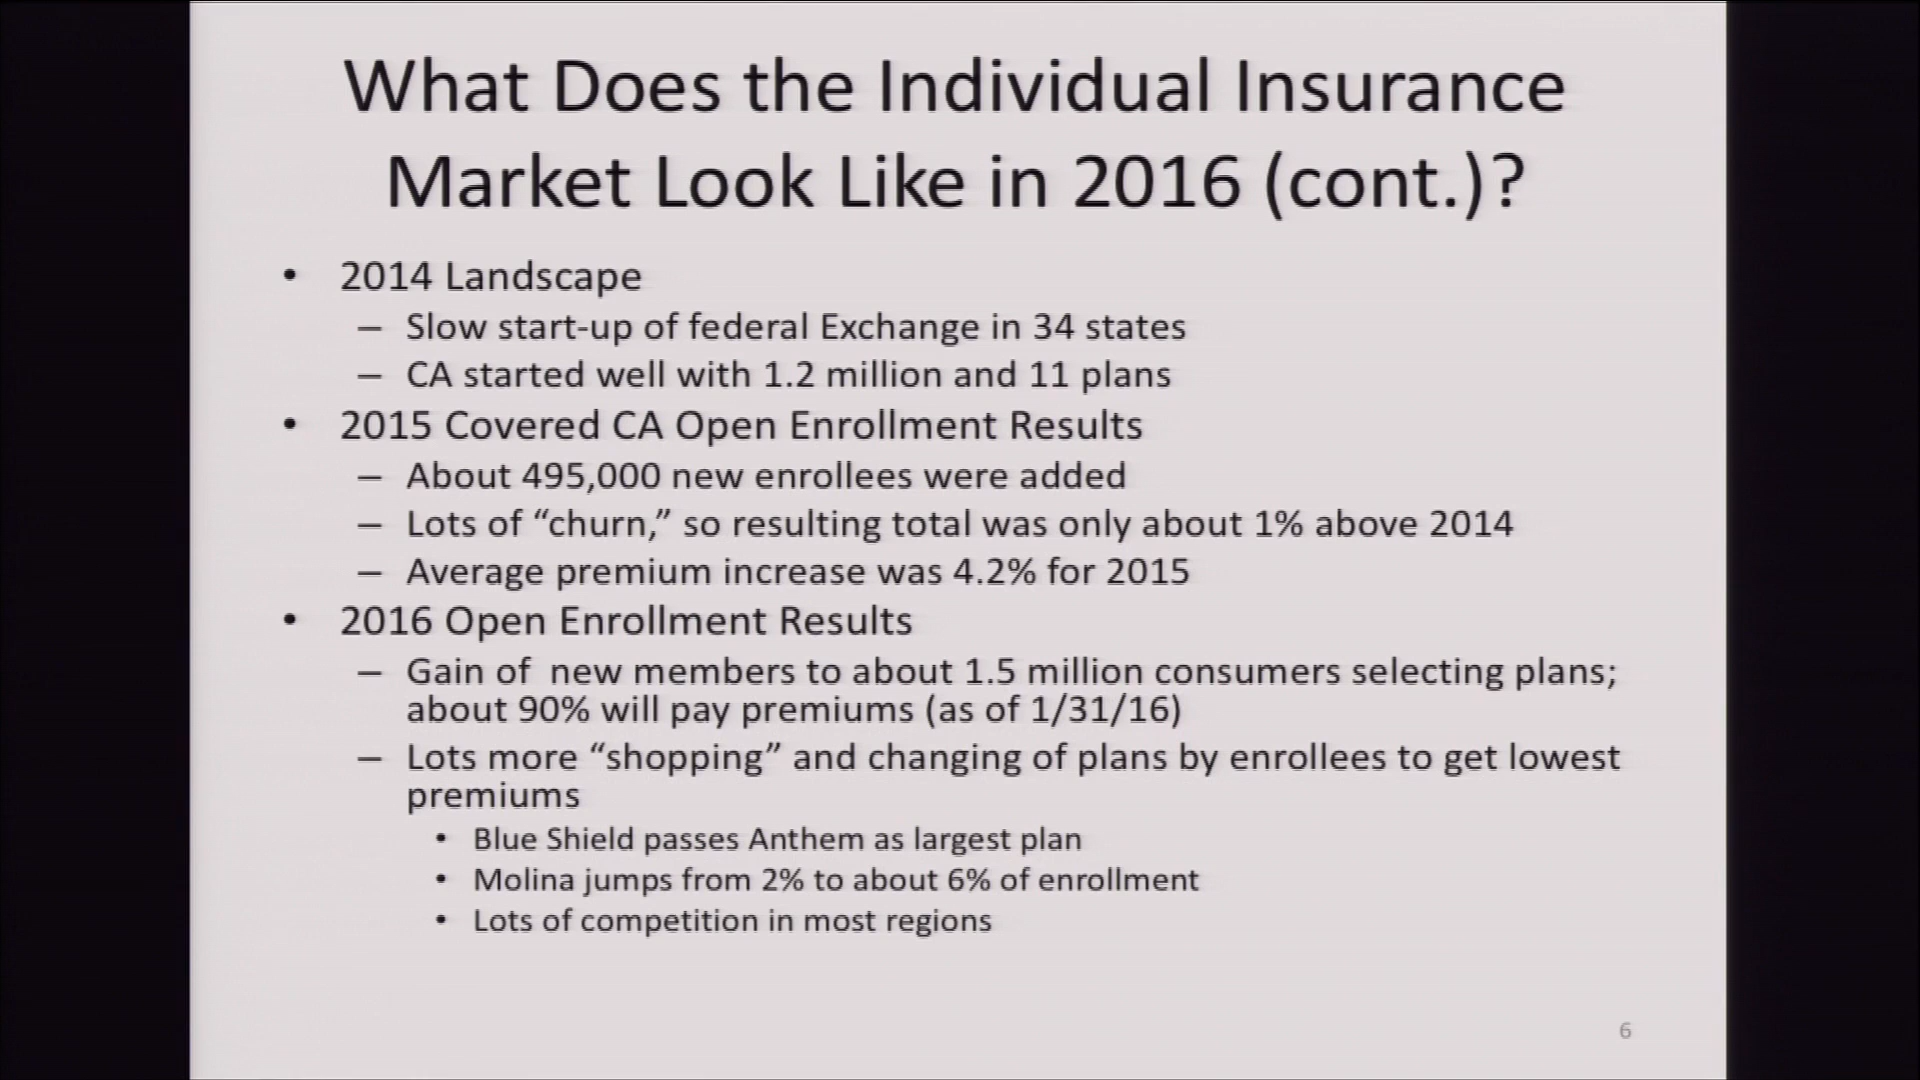 What Does the Individual Insurance
Market Look Like in 2016 (cont.)?
• 2014 Landscape
– Slow start-up of federal Exchange in 34 states
– CA started well with 1.2 million and 11 plans
• 2015 Covered CA Open Enrollment Results
– About 495,000 new enrollees were added
– Lots of “churn,” so resulting total was only about 1% above 2014
– Average premium increase was 4.2% for 2015
• 2016 Open Enrollment Results
– Gain of  new members to about 1.5 million consumers selecting plans;
about 90% will pay premiums (as of 1/31/16)
– Lots more “shopping” and changing of plans by enrollees to get lowest
premiums
• Blue Shield passes Anthem as largest plan
• Molina jumps from 2% to about 6% of enrollment
• Lots of competition in most regions
6